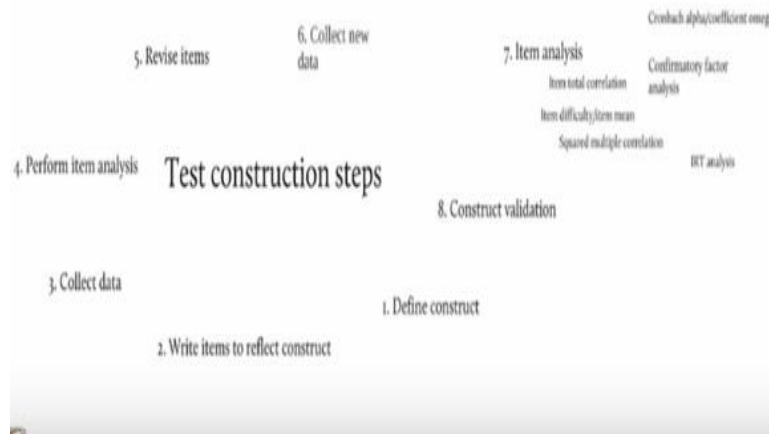 Cronbach alpha/coefficient omeg
6. Collect new
data
5. Revise items
7. Item analysis
Confirmatory factor
analysis
Item total correlation
Item difficulty/item mean
Squared multiple correlation
IRT analysis
4. Perform item analysis
Test construction steps
8. Construct validation
3. Collect data
1. Define construct
2. Write items to reflect construct